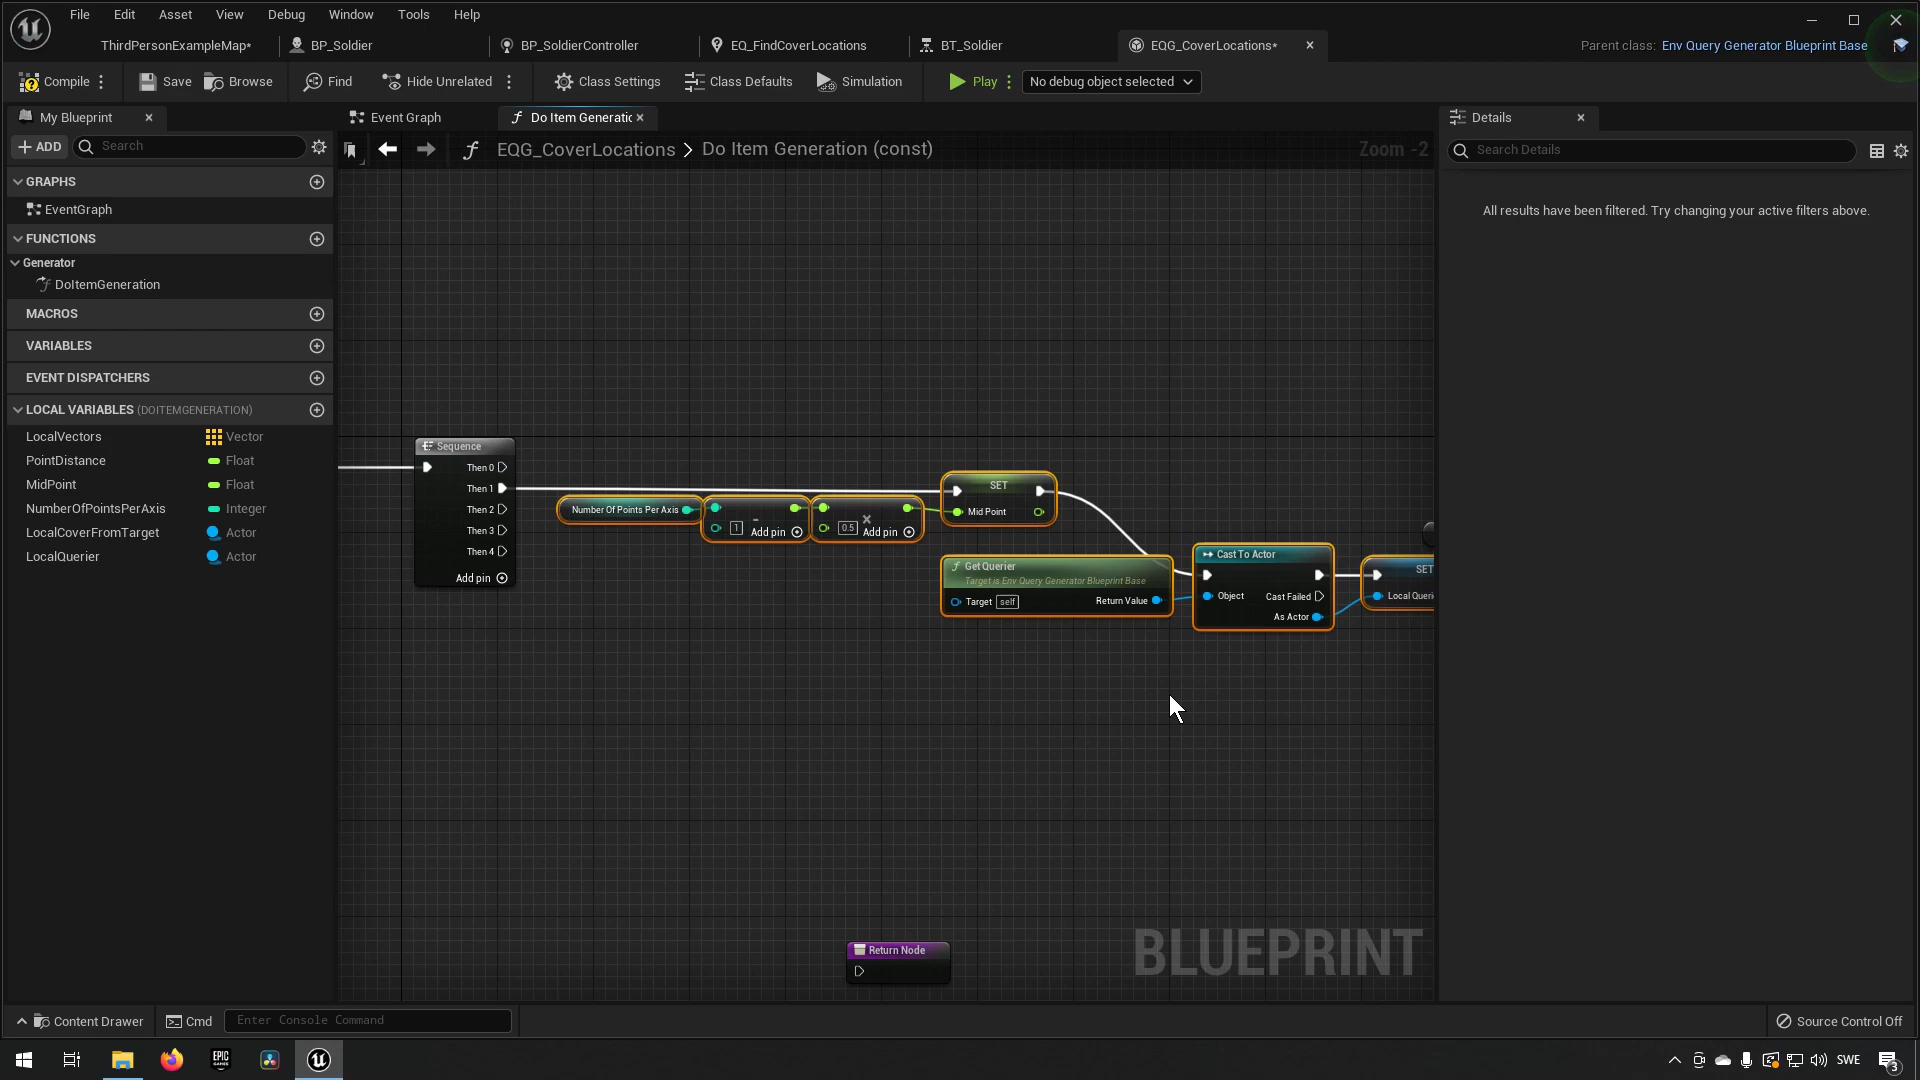 File Edit Asset View Debug Window Tools Help
ThirdPersonExampleMap* BP_Soldier BP_SoldierController EQ_FindCoverLocations BT_Soldier EQG_CoverLocations* Parent class: Env Query Generator Blueprint Base
Compile Save Browse Find Hide Unrelated Class Settings Class Defaults Simulation Play No debug object selected
My Blueprint Event Graph Do Item Generatic Details
ADD Search EQG_CoverLocations > Do Item Generation (const) Zoom -2 Search Details
GRAPHS
EventGraph
FUNCTIONS
Generator
DoItemGeneration
MACROS
VARIABLES
EVENT DISPATCHERS
LOCAL VARIABLES (DOITEMGENERATION)
LocalVectors Vector
PointDistance Float
MidPoint Float
NumberOfPointsPerAxis Integer
LocalCoverFromTarget Actor
LocalQuerier Actor
All results have been filtered. Try changing your active filters above.
Sequence
Then 0
Then 1
Then 2
Then 3
Then 4
Add pin
Number Of Points Per Axis
1 - Add pin
0.5 × Add pin
SET
Mid Point
Get Querier
Target is Env Query Generator Blueprint Base
Target self Return Value
Cast To Actor
Object Cast Failed
As Actor
SET
Local Queri
Return Node
BLUEPRINT
Content Drawer Cmd Enter Console Command Source Control Off
EPIC GAMES SWE 3